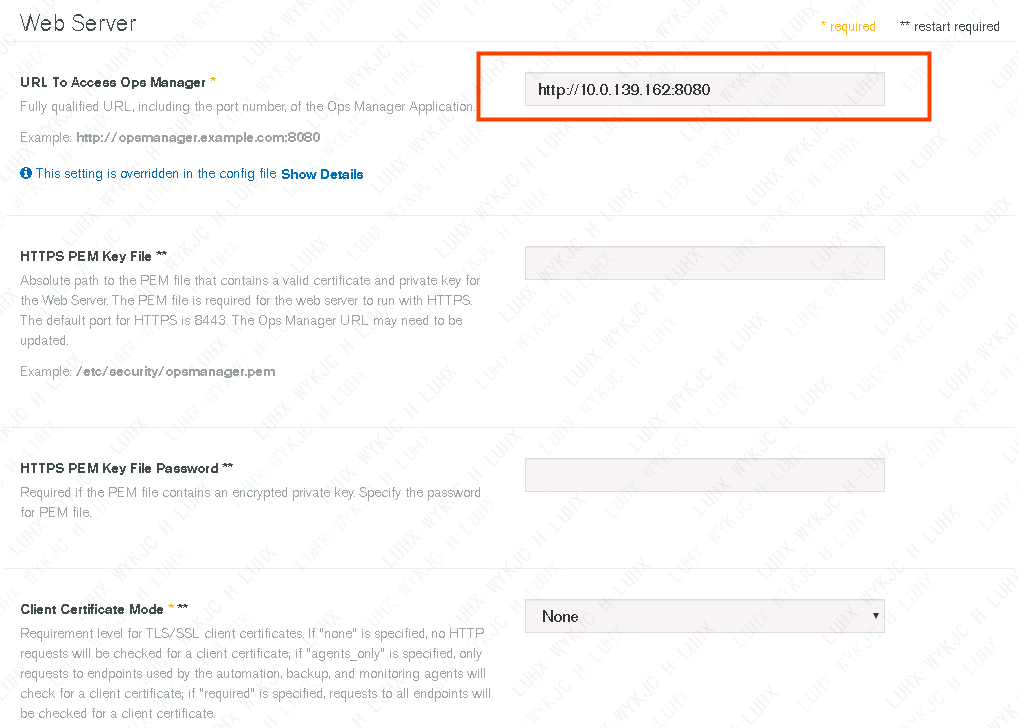 Web Server
* required ** restart required
URL To Access Ops Manager *
http://10.0.139.162:8080
Fully qualified URL, including the port number, of the Ops Manager Application.
Example: http://opsmanager.example.com:8080
This setting is overridden in the config file Show Details
HTTPS PEM Key File **
Absolute path to the PEM file that contains a valid certificate and private key for
the Web Server. The PEM file is required for the web server to run with HTTPS.
The default port for HTTPS is 8443. The Ops Manager URL may need to be
updated.
Example: /etc/security/opsmanager.pem
HTTPS PEM Key File Password **
Required if the PEM file contains an encrypted private key. Specify the password
for PEM file.
Client Certificate Mode * **
None
Requirement level for TLS/SSL client certificates. If "none" is specified, no HTTP
requests will be checked for a client certificate; if "agents_only" is specified, only
requests to endpoints used by the automation, backup, and monitoring agents will
check for a client certificate; if "required" is specified, requests to all endpoints will
be checked for a client certificate.